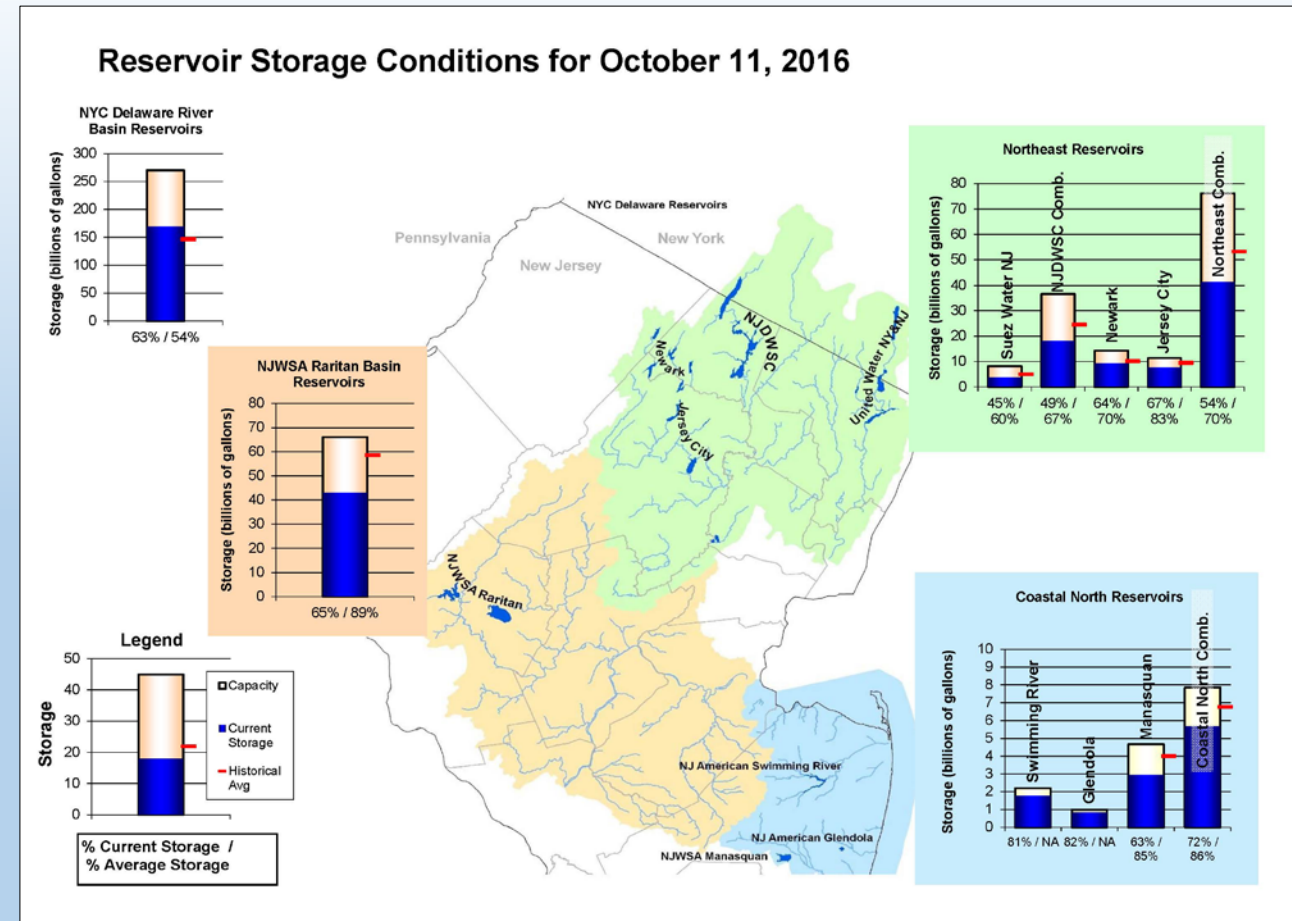 Reservoir Storage Conditions for October 11, 2016
NYC Delaware River
Basin Reservoirs
Storage (billions of gallons)
300
250
200
150
100
50
0
63% / 54%
NJWSA Raritan Basin
Reservoirs
Storage (billions of gallons)
80
70
60
50
40
30
20
10
0
65% / 89%
Legend
Storage
50
40
30
20
10
0
Capacity
Current
Storage
Historical
Avg
% Current Storage /
% Average Storage
NYC Delaware Reservoirs
Pennsylvania
New York
New Jersey
NJDWSC
Newark
United Water NY&NJ
Jersey City
NJWSA Raritan
NJ American Swimming River
NJ American Glendola
NJWSA Manasquan
Northeast Reservoirs
Storage (billions of gallons)
80
70
60
50
40
30
20
10
0
Suez Water NJ
NJDWSC Comb.
Newark
Jersey City
Northeast Comb.
45% /
60%
49% /
67%
64% /
70%
67% /
83%
54% /
70%
Coastal North Reservoirs
Storage (billions of gallons)
10
9
8
7
6
5
4
3
2
1
0
Swimming River
Glendola
Manasquan
Coastal North Comb.
81% / NA
82% / NA
63% /
85%
72% /
86%